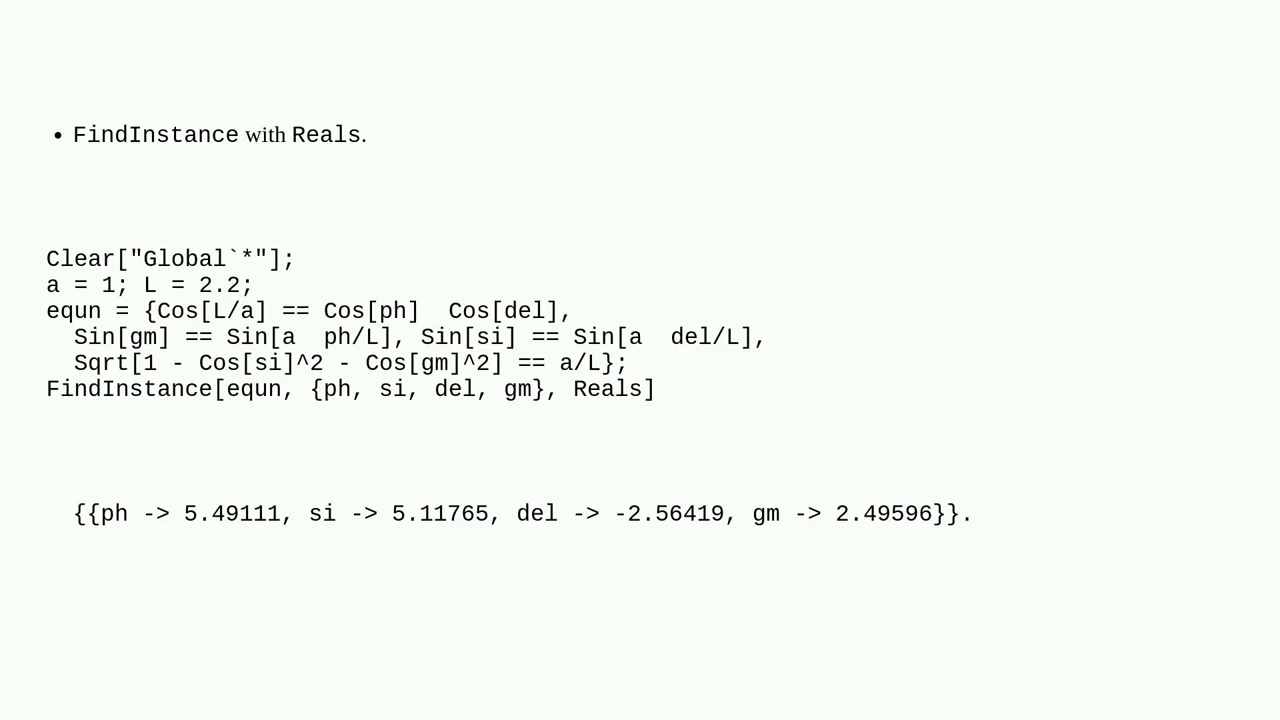 • FindInstance with Reals.
Clear["Global`*"];
a = 1; L = 2.2;
equn = {Cos[L/a] == Cos[ph]  Cos[del],
  Sin[gm] == Sin[a  ph/L], Sin[si] == Sin[a  del/L],
  Sqrt[1 - Cos[si]^2 - Cos[gm]^2] == a/L};
FindInstance[equn, {ph, si, del, gm}, Reals]
{{ph -> 5.49111, si -> 5.11765, del -> -2.56419, gm -> 2.49596}}.